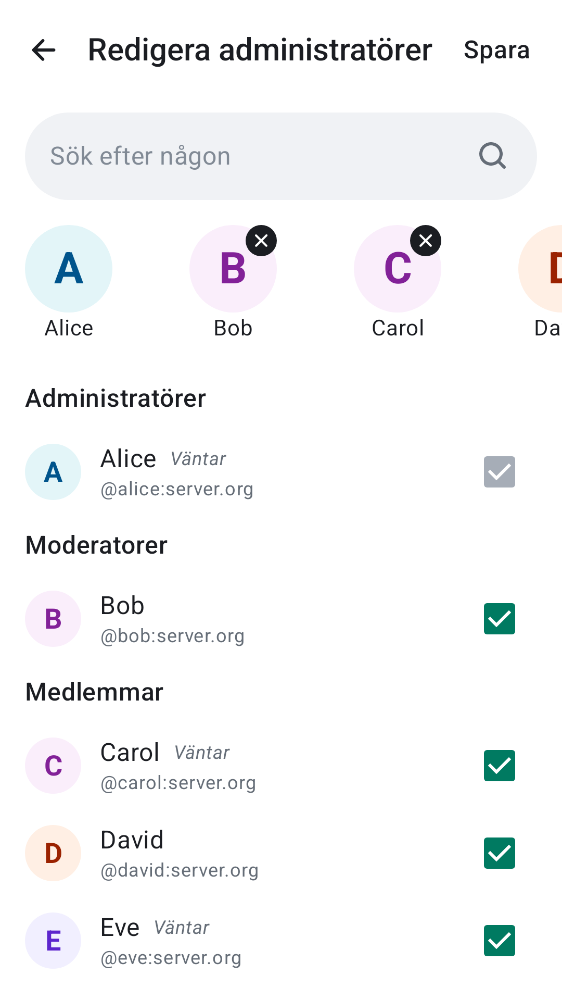 Redigera administratörer Spara
Sök efter någon
A B C D
Alice Bob Carol Da
Administratörer
A Alice Väntar
@alice:server.org
Moderatorer
B Bob
@bob:server.org
Medlemmar
C Carol Väntar
@carol:server.org
D David
@david:server.org
E Eve Väntar
@eve:server.org